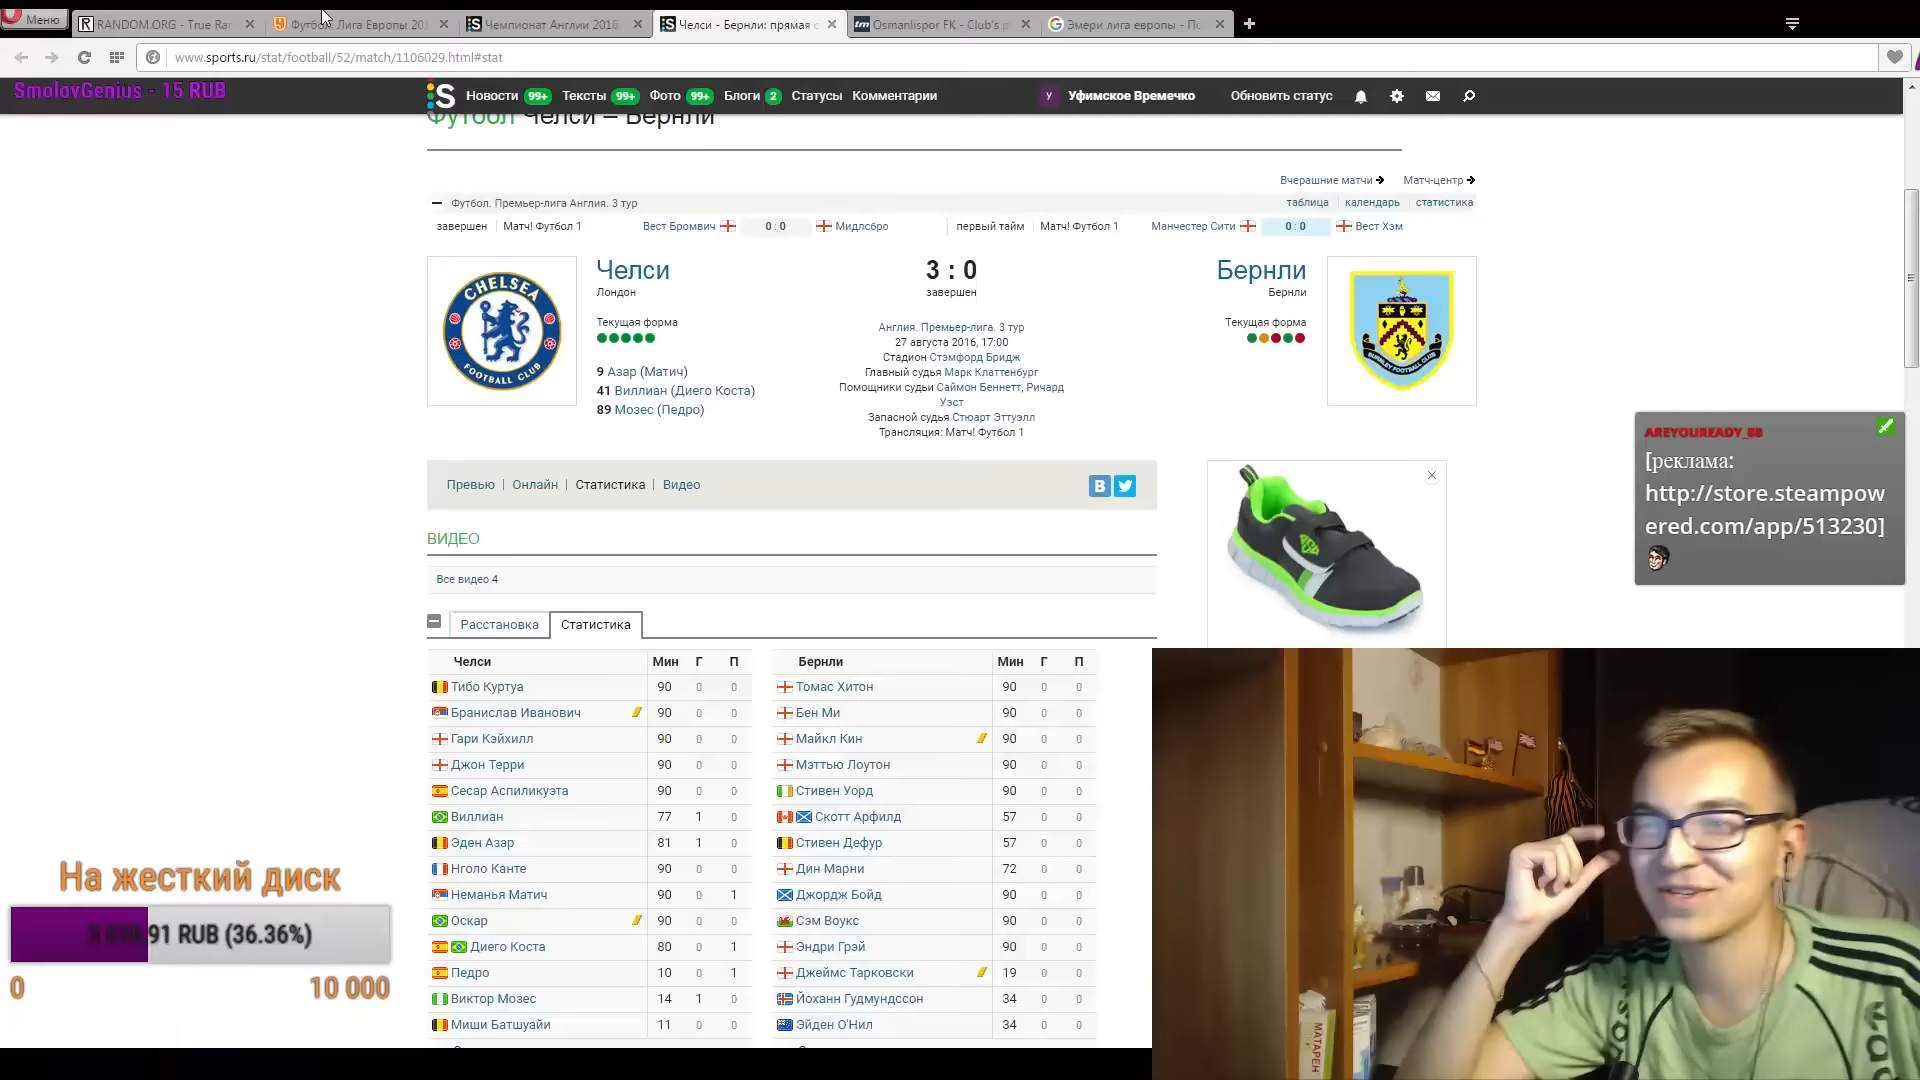 Меню
RANDOM.ORG - True Ra
Футбол. Лига Европы 20
Чемпионат Англии 2016
Челси - Бернли: прямая
Osmanlispor FK - Club's p
Эмери лига европы - По
www.sports.ru/stat/football/52/match/1106029.html#stat
SmolovGenius - 15 RUB
Новости 99+ Тексты 99+ Фото 99+ Блоги 2 Статусы Комментарии
У Уфимское Времечко Обновить статус
Футбол Челси – Бернли
Вчерашние матчи Матч-центр
Футбол. Премьер-лига Англия. 3 тур
таблица календарь статистика
завершен Матч! Футбол 1 Вест Бромвич 0 : 0 Мидлсбро
первый тайм Матч! Футбол 1 Манчестер Сити 0 : 0 Вест Хэм
CHELSEA
FOOTBALL CLUB
Челси
Лондон
Текущая форма
9 Азар (Матич)
41 Виллиан (Диего Коста)
89 Мозес (Педро)
3 : 0
завершен
Англия. Премьер-лига. 3 тур
27 августа 2016, 17:00
Стадион Стэмфорд Бридж
Главный судья Марк Клаттенбург
Помощники судьи Саймон Беннетт, Ричард
Уэст
Запасной судья Стюарт Эттуэлл
Трансляция: Матч! Футбол 1
Бернли
Бернли
Текущая форма
BURNLEY FOOTBALL CLUB
AREYOUREADY_BB
[реклама:
http://store.steampow
ered.com/app/513230]
Превью | Онлайн | Статистика | Видео
В
ВИДЕО
Все видео 4
Расстановка Статистика
Челси Мин Г П
Тибо Куртуа 90 0 0
Бранислав Иванович 90 0 0
Гари Кэйхилл 90 0 0
Джон Терри 90 0 0
Сесар Аспиликуэта 90 0 0
Виллиан 77 1 0
Эден Азар 81 1 0
Нголо Канте 90 0 0
Неманья Матич 90 0 1
Оскар 90 0 0
Диего Коста 80 0 1
Педро 10 0 1
Виктор Мозес 14 1 0
Миши Батшуайи 11 0 0
Бернли Мин Г П
Томас Хитон 90 0 0
Бен Ми 90 0 0
Майкл Кин 90 0 0
Мэттью Лоутон 90 0 0
Стивен Уорд 90 0 0
Скотт Арфилд 57 0 0
Стивен Дефур 57 0 0
Дин Марни 72 0 0
Джордж Бойд 90 0 0
Сэм Воукс 90 0 0
Эндри Грэй 90 0 0
Джеймс Тарковски 19 0 0
Йоханн Гудмундссон 34 0 0
Эйден О'Нил 34 0 0
На жесткий диск
91 RUB (36.36%)
0 10 000
МАТАРЕН